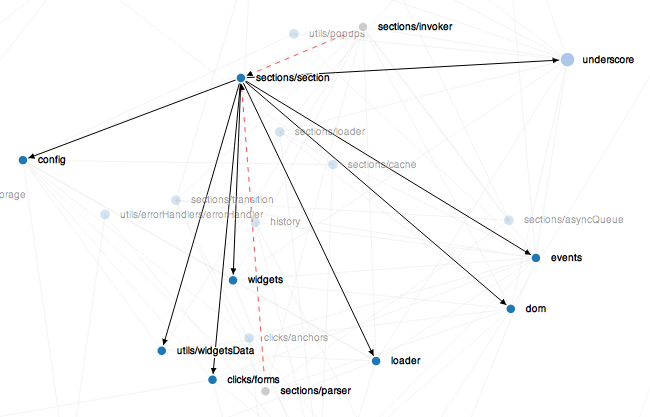 sections/invoker
utils/popdps
underscore
sections/section
sections/loader
config
sections/cache
orage
sections/transition
utils/errorHandlers/errorHandler
history
sections/asyncQueue
events
widgets
dom
clicks/anchors
utils/widgetsData
loader
clicks/forms
sections/parser